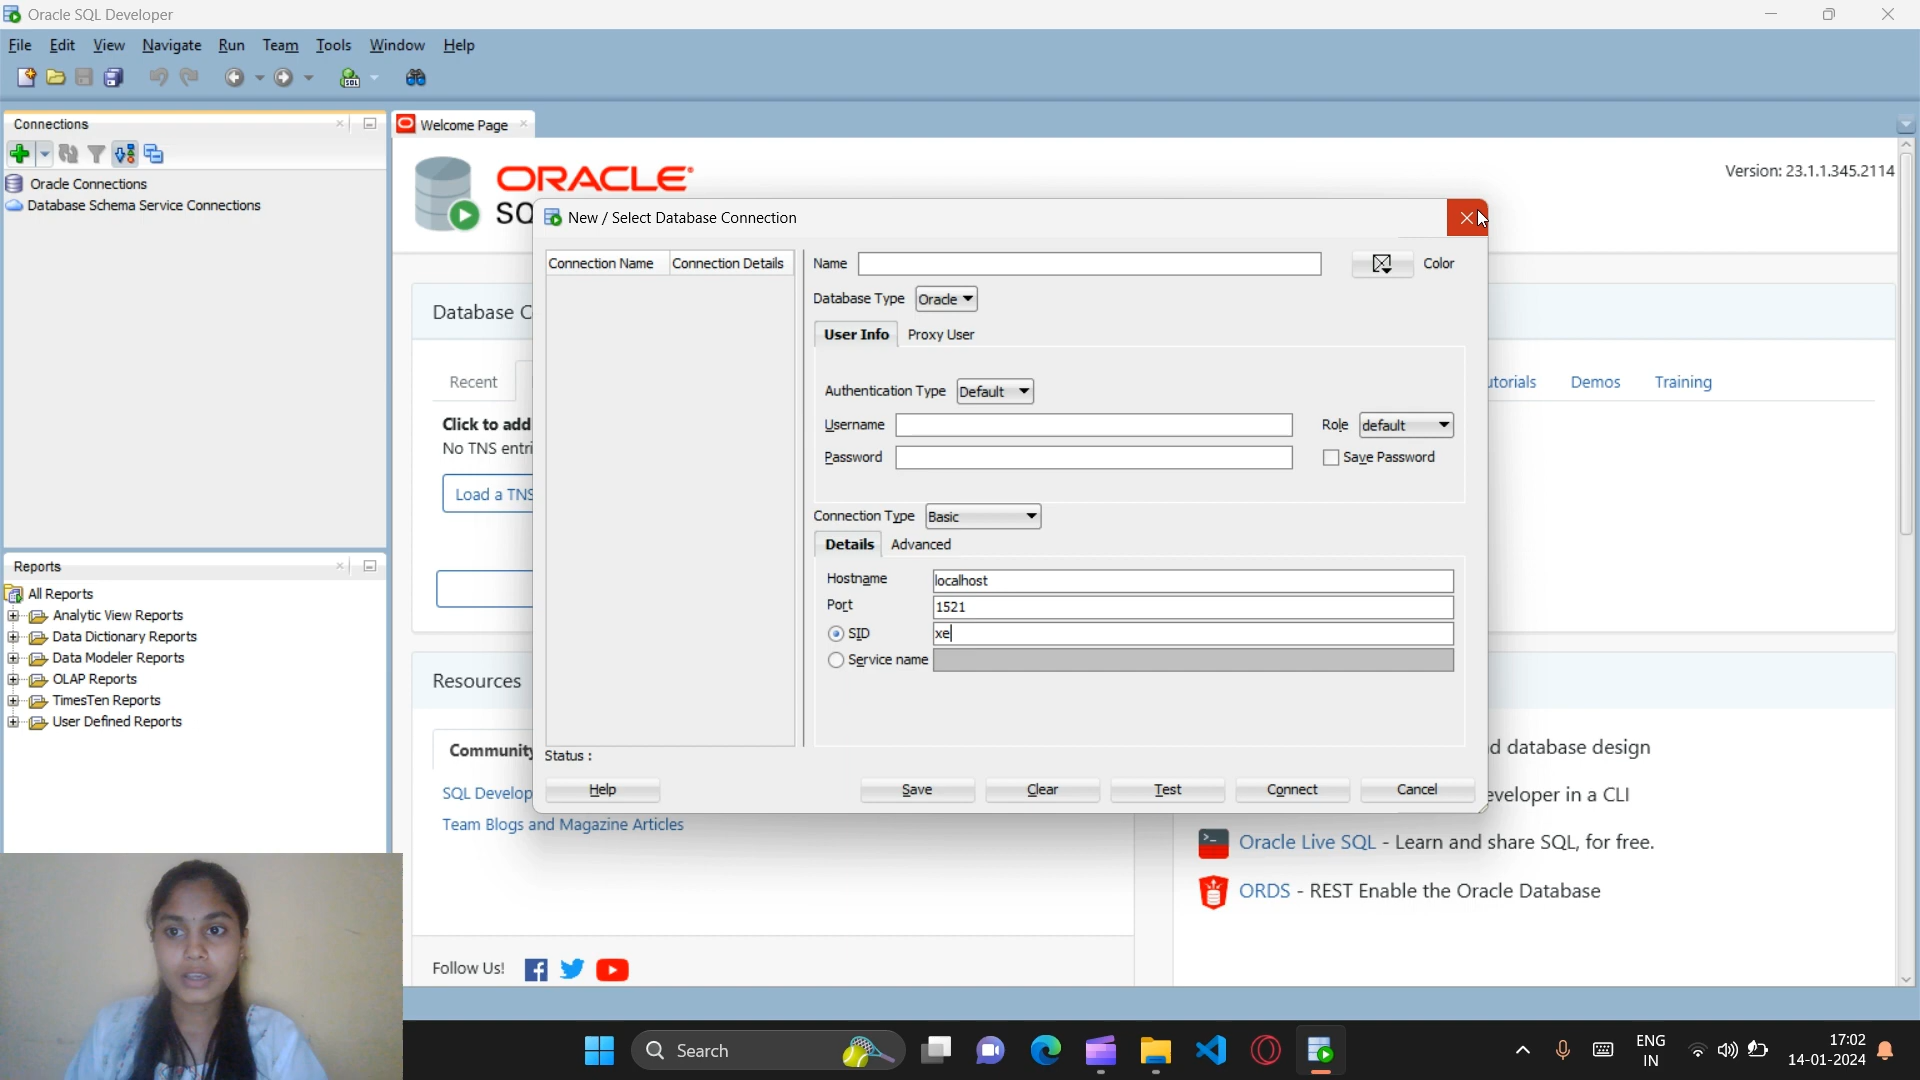 Oracle SQL Developer
File Edit View Navigate Run Team Tools Window Help
Connections
Welcome Page
Oracle Connections
Database Schema Service Connections
ORACLE
SQ
Version: 23.1.1.345.2114
New / Select Database Connection
Connection Name Connection Details
Name
Color
Database Type Oracle
User Info Proxy User
Authentication Type Default
Username
Role default
Password
Save Password
Connection Type Basic
Details Advanced
Hostname localhost
Port 1521
SID xe
Service name
Status :
Help Save Clear Test Connect Cancel
Database C
Recent
utorials Demos Training
Click to add
No TNS entri
Load a TNS
Reports
All Reports
Analytic View Reports
Data Dictionary Reports
Data Modeler Reports
OLAP Reports
TimesTen Reports
User Defined Reports
Resources
Community
SQL Develop
Team Blogs and Magazine Articles
d database design
eveloper in a CLI
Oracle Live SQL - Learn and share SQL, for free.
ORDS - REST Enable the Oracle Database
Follow Us!
Search
ENG
IN
17:02
14-01-2024